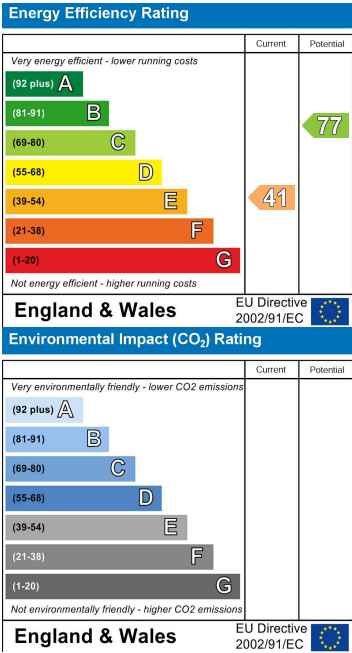 Energy Efficiency Rating
Current Potential
Very energy efficient - lower running costs
(92 plus) A
(81-91) B
(69-80) C
(55-68) D
(39-54) E
(21-38) F
(1-20) G
77
41
Not energy efficient - higher running costs
England & Wales
EU Directive
2002/91/EC
Environmental Impact (CO₂) Rating
Current Potential
Very environmentally friendly - lower CO2 emissions
(92 plus) A
(81-91) B
(69-80) C
(55-68) D
(39-54) E
(21-38) F
(1-20) G
Not environmentally friendly - higher CO2 emissions
England & Wales
EU Directive
2002/91/EC